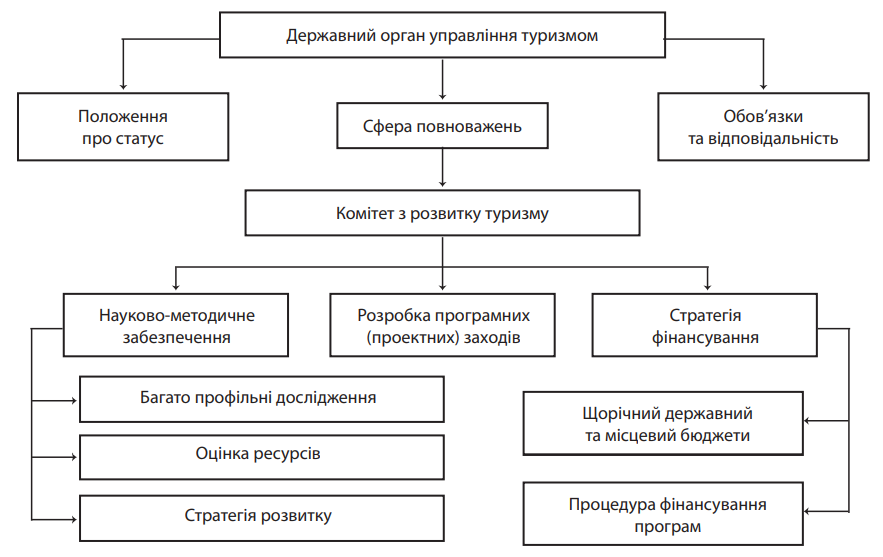 Державний орган управління туризмом
Положення
про статус
Сфера повноважень
Обов'язки
та відповідальність
Комітет з розвитку туризму
Науково-методичне
забезпечення
Розробка програмних
(проектних) заходів
Стратегія
фінансування
Багато профільні дослідження
Оцінка ресурсів
Стратегія розвитку
Щорічний державний
та місцевий бюджети
Процедура фінансування
програм